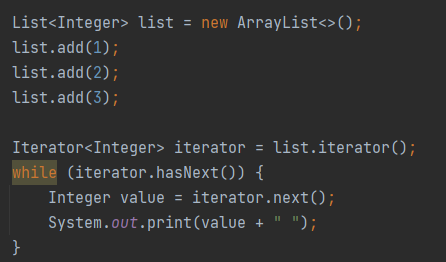 List<Integer> list = new ArrayList<>();
list.add(1);
list.add(2);
list.add(3);
Iterator<Integer> iterator = list.iterator();
while (iterator.hasNext()) {
    Integer value = iterator.next();
    System.out.print(value + " ");
}